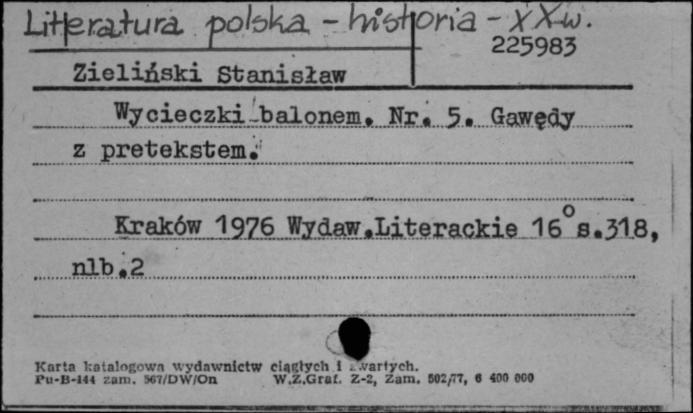 Literatura polska - historia - XX w.
225983
Zieliński Stanisław
Wycieczki balonem. Nr. 5. Gawędy
z pretekstem.
Kraków 1976 Wydaw.Literackie 16° s.318,
nlb.2
Karta katalogowa wydawnictw ciągłych i zwartych.
Pu-B-144 zam. 567/DW/On W.Z.Graf. Z-2, Zam. 502/77, 6 400 000